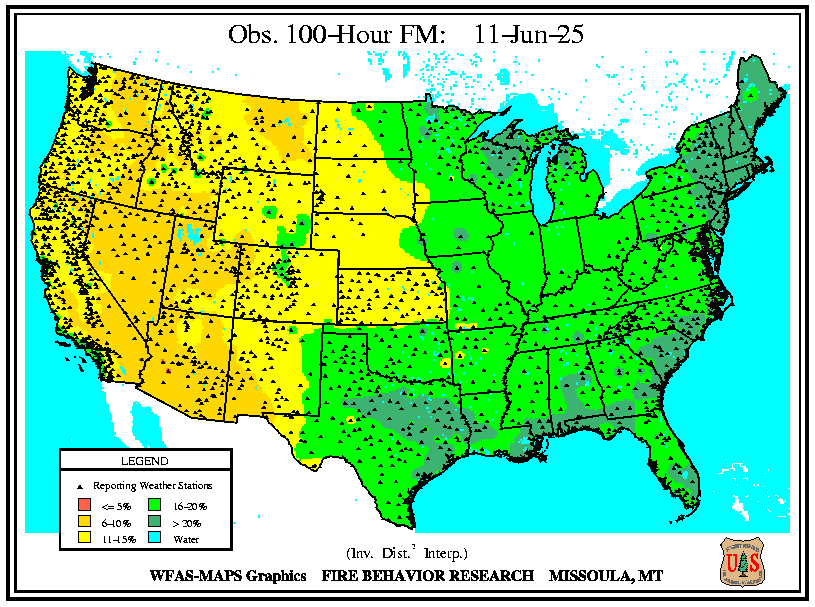 Obs. 100-Hour FM: 11-Jun-25
LEGEND
Reporting Weather Stations
<= 5% 16-20%
6-10% > 20%
11-15% Water
(Inv. Dist.² Interp.)
WFAS-MAPS Graphics FIRE BEHAVIOR RESEARCH MISSOULA, MT
U S